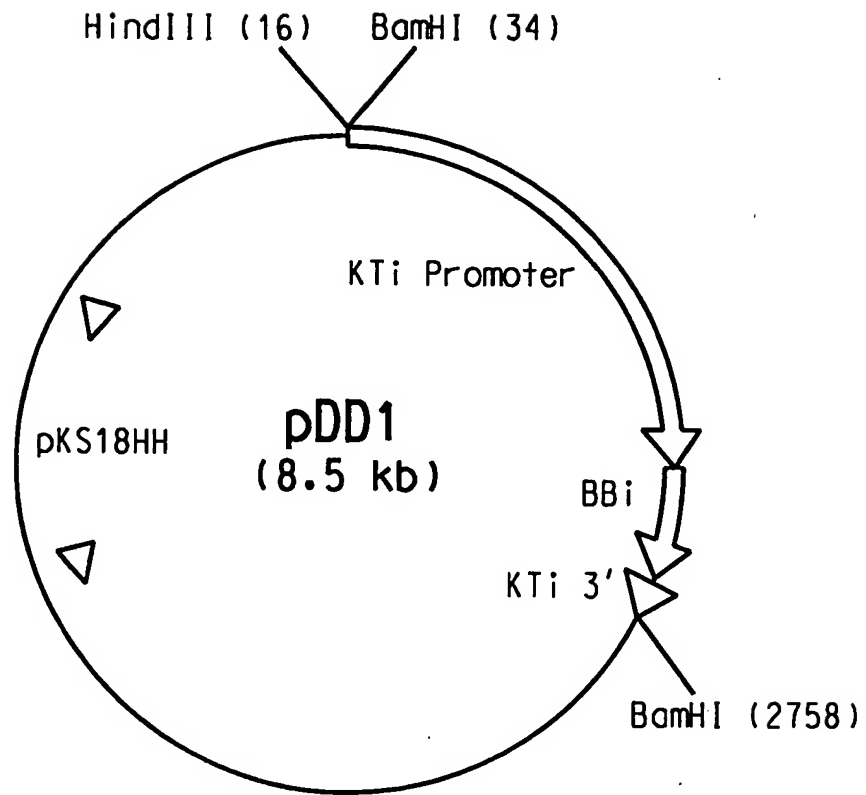 HindIII (16) BamHI (34)
KTi Promoter
pKS18HH
pDD1
(8.5 kb)
BBi
KTi 3'
BamHI (2758)